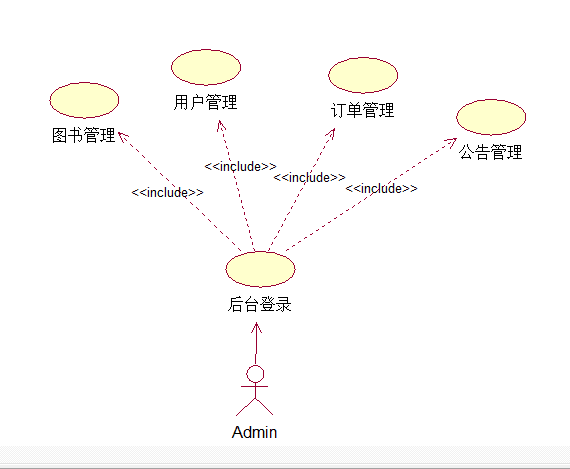 用户管理
订单管理
图书管理
公告管理
<<include>>
<<include>>
<<include>>
<<include>>
后台登录
Admin